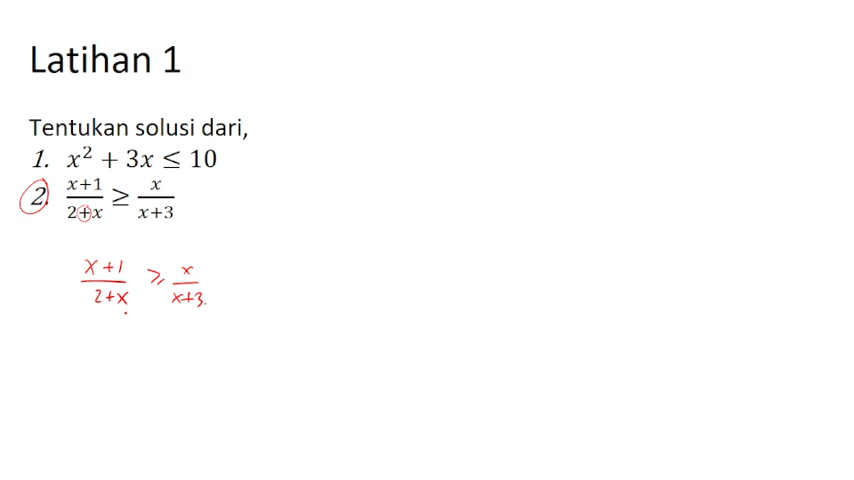 Latihan 1
Tentukan solusi dari,
1. x² + 3x ≤ 10
2. (x+1)/(2+x) ≥ x/(x+3)
(x+1)/(2+x) ≥ x/(x+3)